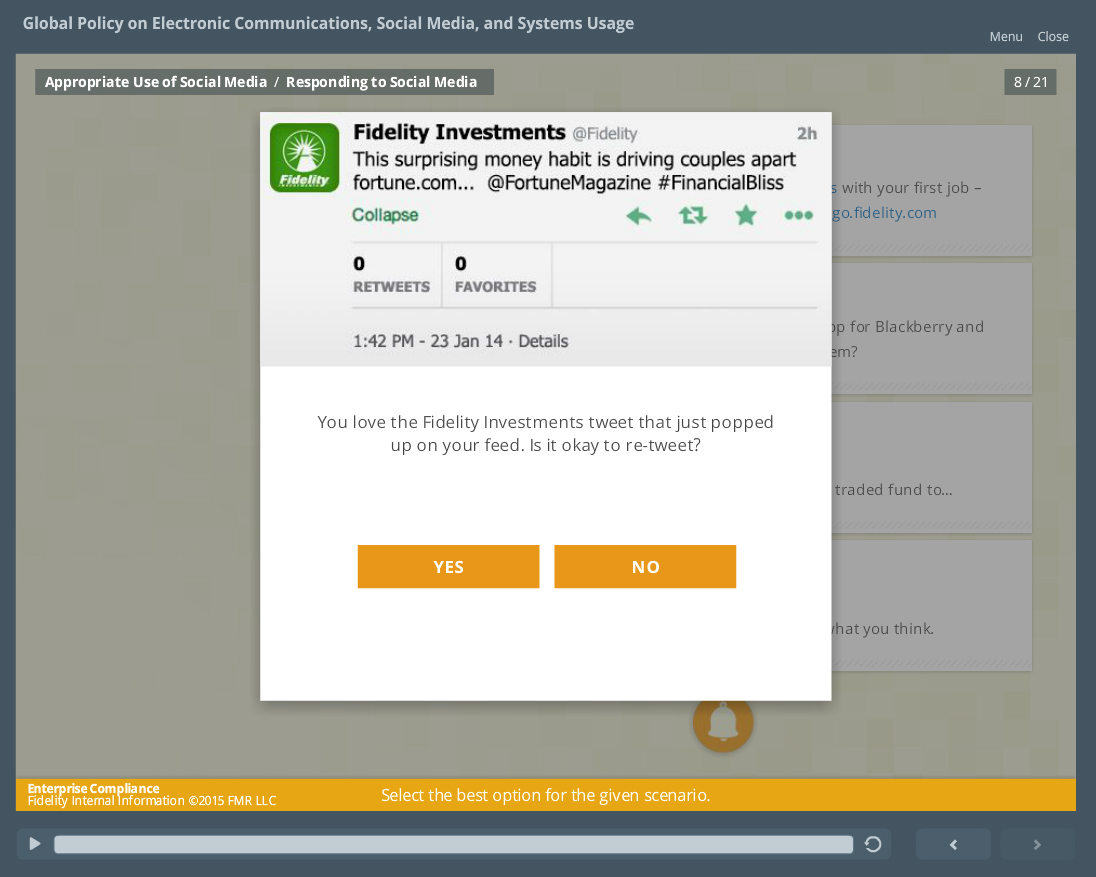 Global Policy on Electronic Communications, Social Media, and Systems Usage
Menu Close
Appropriate Use of Social Media / Responding to Social Media
8 / 21
Fidelity Investments @Fidelity 2h
This surprising money habit is driving couples apart
fortune.com... @FortuneMagazine #FinancialBliss
Fidelity
INVESTMENTS
Collapse
0 0
RETWEETS FAVORITES
1:42 PM - 23 Jan 14 · Details
with your first job –
go.fidelity.com
for Blackberry and
traded fund to...
what you think.
You love the Fidelity Investments tweet that just popped
up on your feed. Is it okay to re-tweet?
YES NO
Enterprise Compliance
Fidelity Internal Information ©2015 FMR LLC
Select the best option for the given scenario.